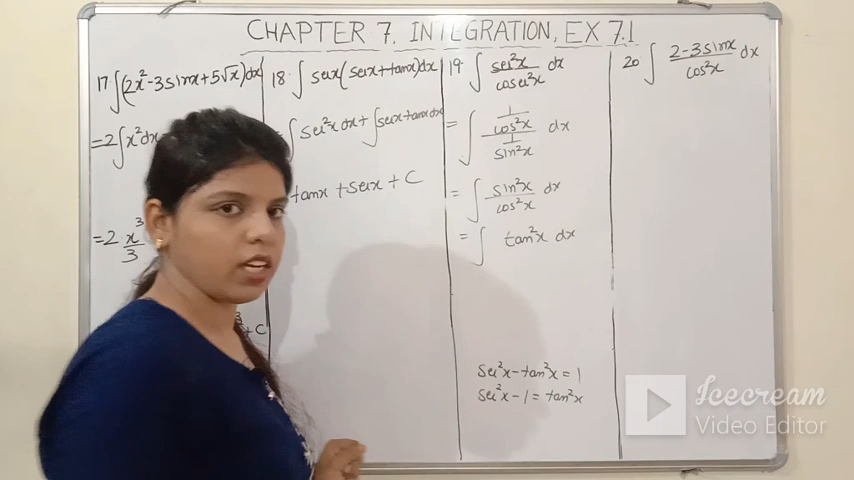 CHAPTER 7. INTEGRATION, EX 7.1
17 ∫(2x²-3sinx+5√x)dx
=2∫x²dx
=2 x³/3
+C
18. ∫ secx(secx+tanx)dx
∫sec²x dx+∫secx tanx dx
tanx + secx + C
19. ∫ sec²x/cosec²x dx
= ∫ (1/cos²x)/(1/sin²x) dx
= ∫ sin²x/cos²x dx
= ∫ tan²x dx
sec²x-tan²x=1
sec²x-1=tan²x
20 ∫ (2-3sinx)/cos²x dx
Icecream
Video Editor